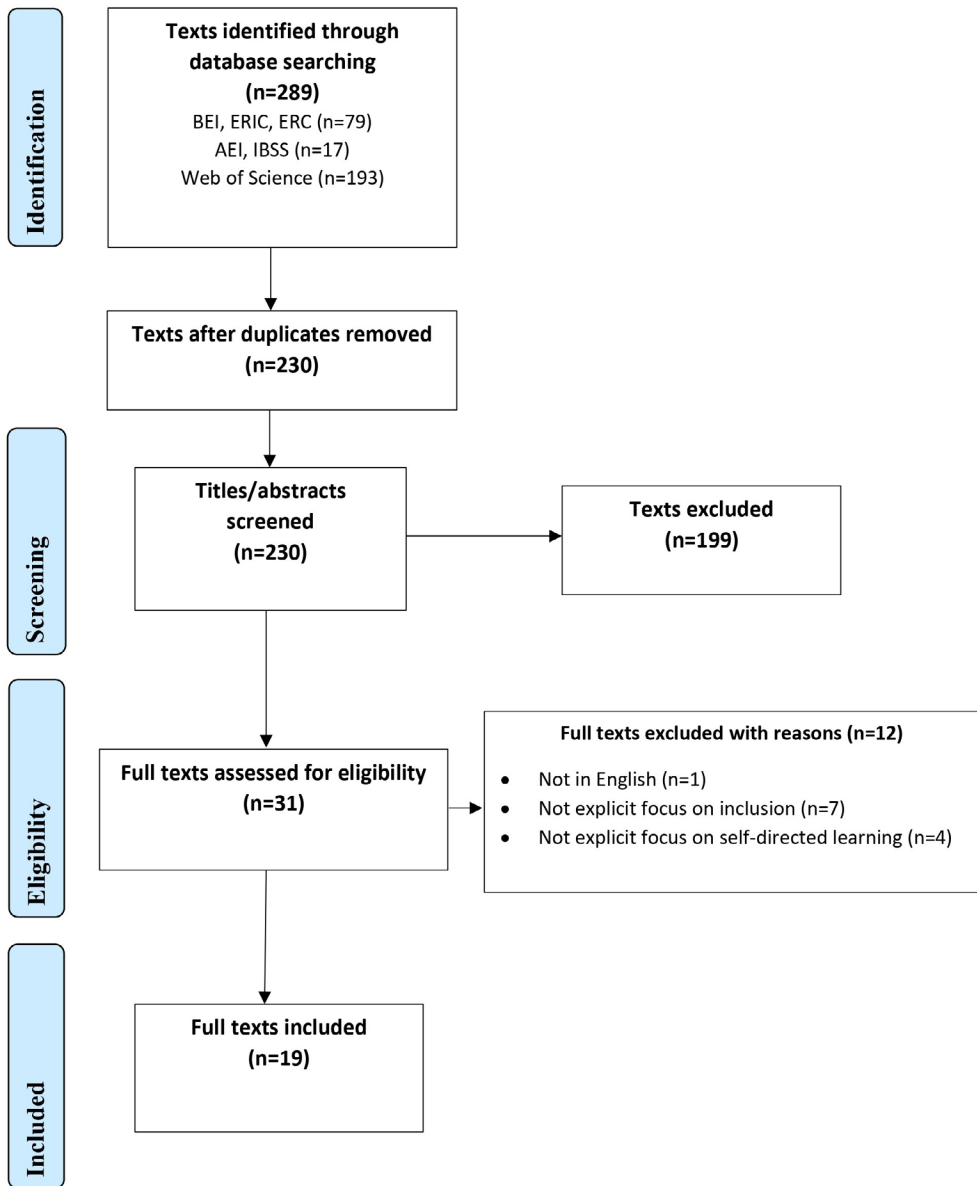 Identification
Texts identified through
database searching
(n=289)
BEI, ERIC, ERC (n=79)
AEI, IBSS (n=17)
Web of Science (n=193)
Texts after duplicates removed
(n=230)
Screening
Titles/abstracts
screened
(n=230)
Texts excluded
(n=199)
Eligibility
Full texts assessed for eligibility
(n=31)
Full texts excluded with reasons (n=12)
• Not in English (n=1)
• Not explicit focus on inclusion (n=7)
• Not explicit focus on self-directed learning (n=4)
Included
Full texts included
(n=19)